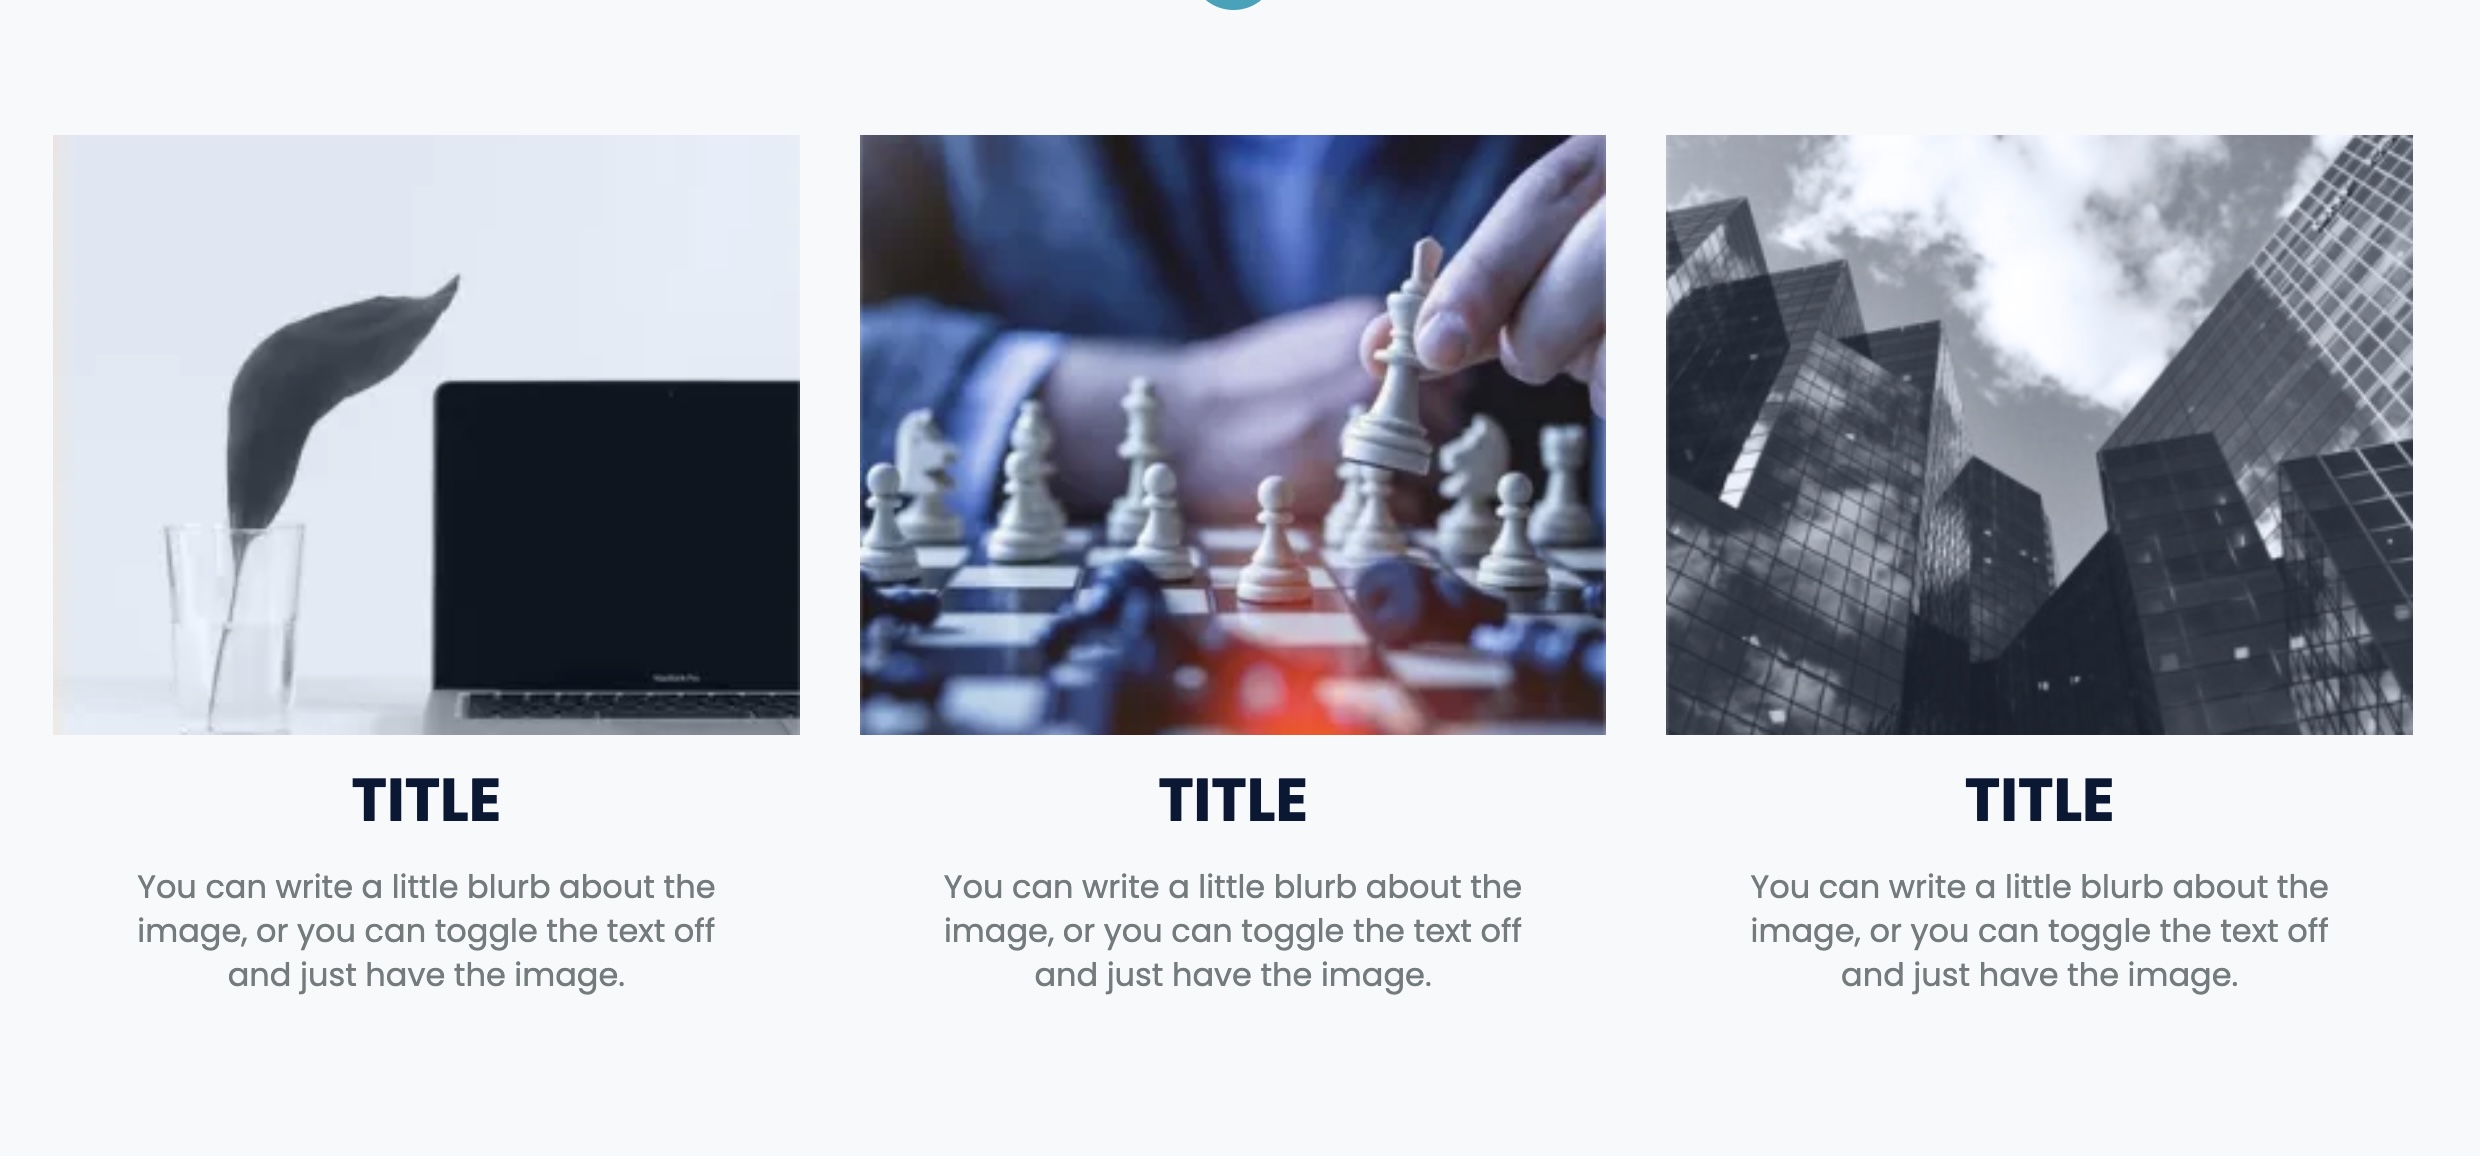 MacBook Pro
TITLE
You can write a little blurb about the
image, or you can toggle the text off
and just have the image.
TITLE
You can write a little blurb about the
image, or you can toggle the text off
and just have the image.
TITLE
You can write a little blurb about the
image, or you can toggle the text off
and just have the image.